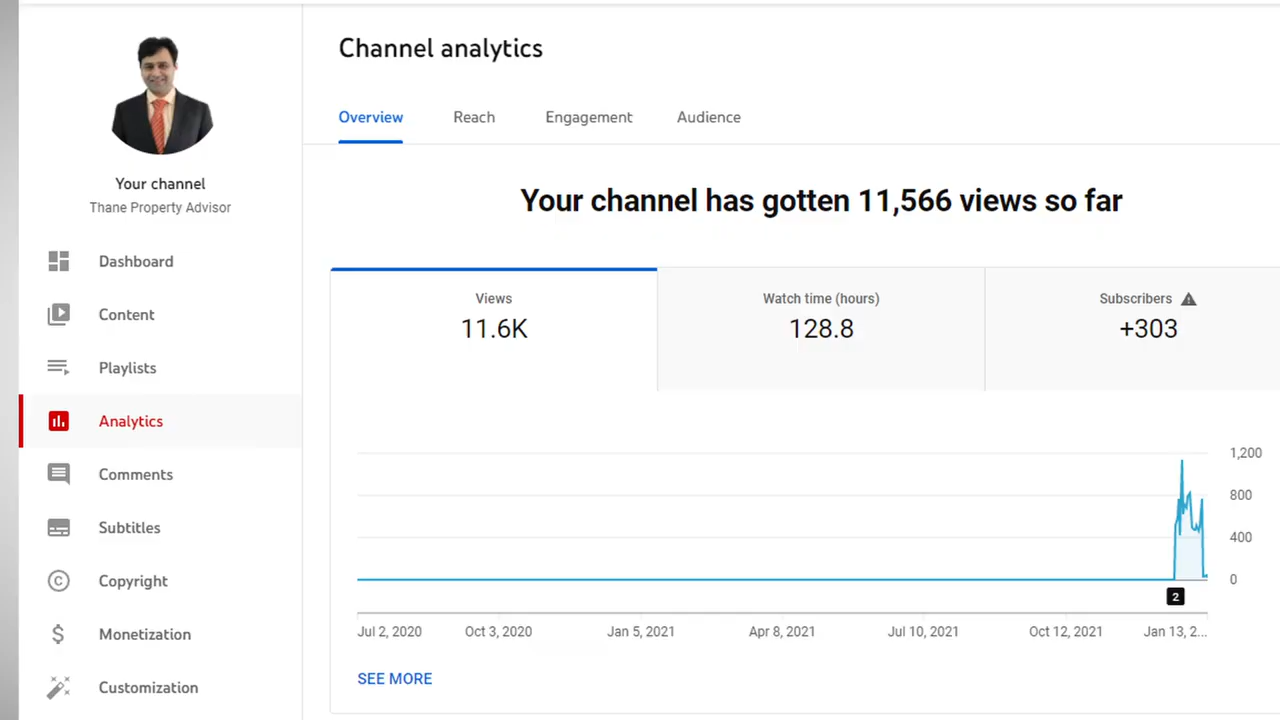 Channel analytics
Overview Reach Engagement Audience
Your channel
Thane Property Advisor
Dashboard
Content
Playlists
Analytics
Comments
Subtitles
Copyright
Monetization
Customization
Your channel has gotten 11,566 views so far
Views Watch time (hours) Subscribers
11.6K 128.8 +303
1,200
800
400
0
2
Jul 2, 2020 Oct 3, 2020 Jan 5, 2021 Apr 8, 2021 Jul 10, 2021 Oct 12, 2021 Jan 13, 2...
SEE MORE